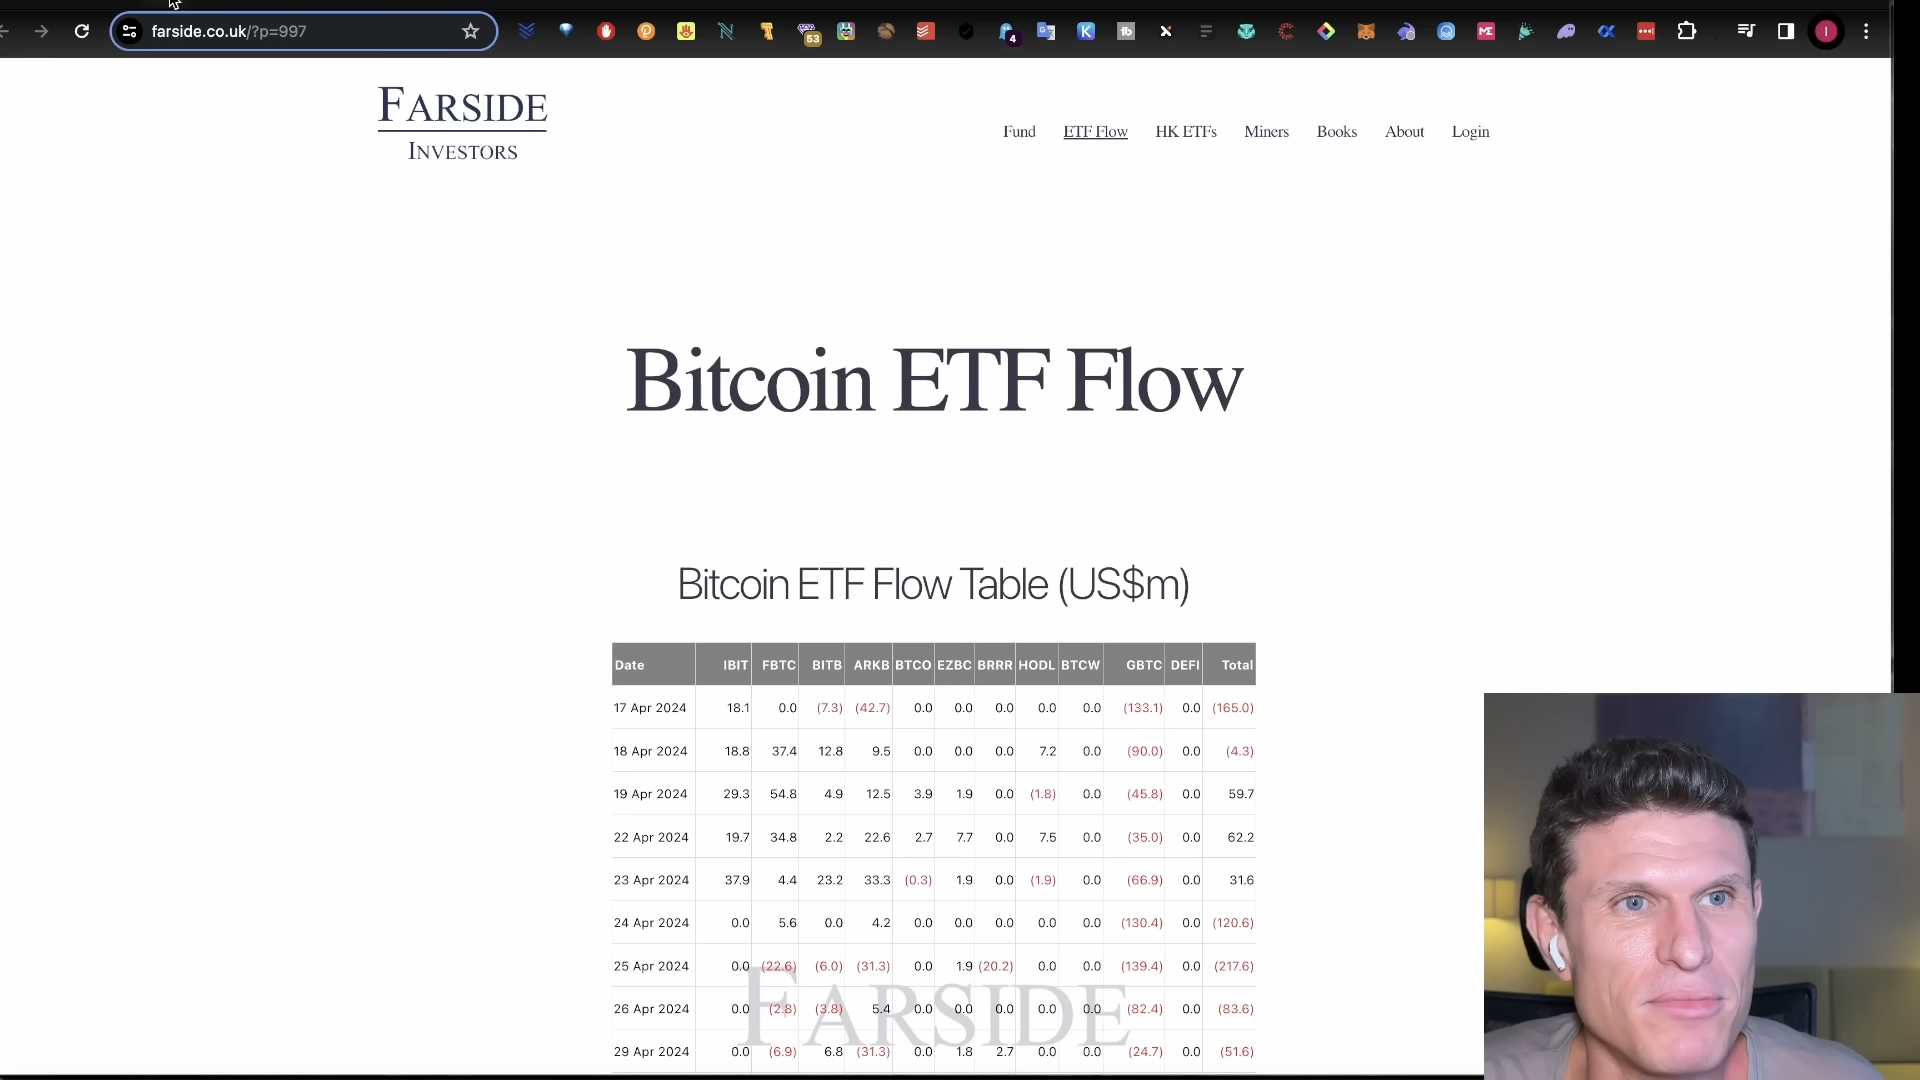 farside.co.uk/?p=997
53
4
K
tb
ME
I
FARSIDE
INVESTORS
Fund ETF Flow HK ETFs Miners Books About Login
Bitcoin ETF Flow
Bitcoin ETF Flow Table (US$m)
Date IBIT FBTC BITB ARKB BTCO EZBC BRRR HODL BTCW GBTC DEFI Total
17 Apr 2024 18.1 0.0 (7.3) (42.7) 0.0 0.0 0.0 0.0 0.0 (133.1) 0.0 (165.0)
18 Apr 2024 18.8 37.4 12.8 9.5 0.0 0.0 0.0 7.2 0.0 (90.0) 0.0 (4.3)
19 Apr 2024 29.3 54.8 4.9 12.5 3.9 1.9 0.0 (1.8) 0.0 (45.8) 0.0 59.7
22 Apr 2024 19.7 34.8 2.2 22.6 2.7 7.7 0.0 7.5 0.0 (35.0) 0.0 62.2
23 Apr 2024 37.9 4.4 23.2 33.3 (0.3) 1.9 0.0 (1.9) 0.0 (66.9) 0.0 31.6
24 Apr 2024 0.0 5.6 0.0 4.2 0.0 0.0 0.0 0.0 0.0 (130.4) 0.0 (120.6)
25 Apr 2024 0.0 (22.6) (6.0) (31.3) 0.0 1.9 (20.2) 0.0 0.0 (139.4) 0.0 (217.6)
26 Apr 2024 0.0 (2.8) (3.8) 5.4 0.0 0.0 0.0 0.0 0.0 (82.4) 0.0 (83.6)
FARSIDE
29 Apr 2024 0.0 (6.9) 6.8 (31.3) 0.0 1.8 2.7 0.0 0.0 (24.7) 0.0 (51.6)